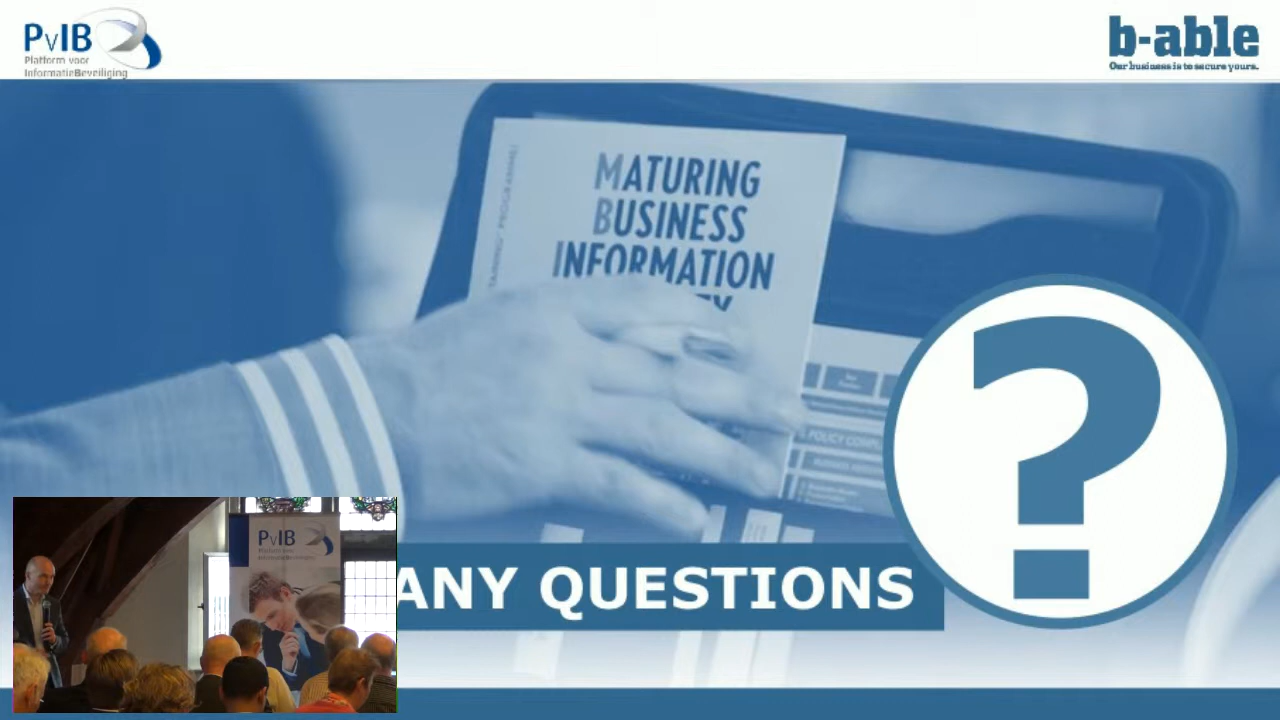 PvIB
Platform voor
InformatieBeveiliging
b-able
Our business is to secure yours.
MATURING
BUSINESS
INFORMATION
POLICY
?
ANY QUESTIONS
PvIB
Platform voor
InformatieBeveiliging